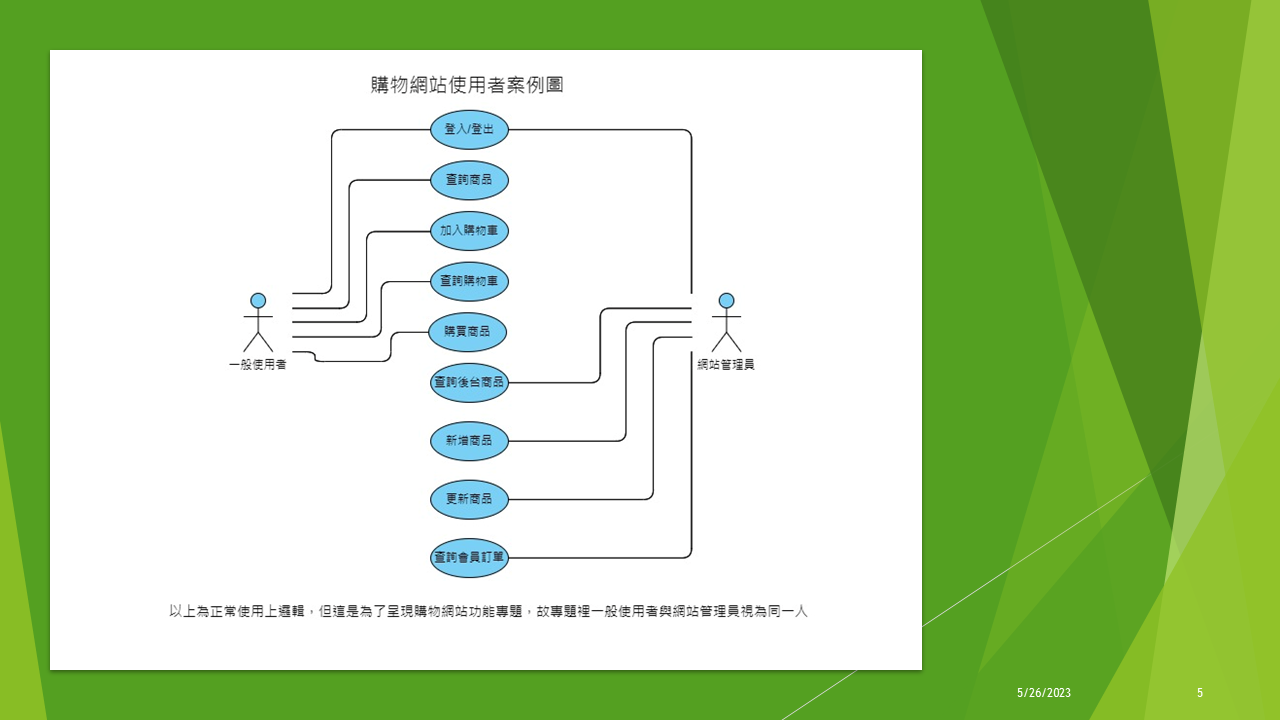 購物網站使用者案例圖
登入/登出
查詢商品
加入購物車
查詢購物車
購買商品
一般使用者
網站管理員
查詢後台商品
新增商品
更新商品
查詢會員訂單
以上為正常使用上邏輯，但這是為了呈現購物網站功能專題，故專題裡一般使用者與網站管理員視為同一人
5/26/2023
5